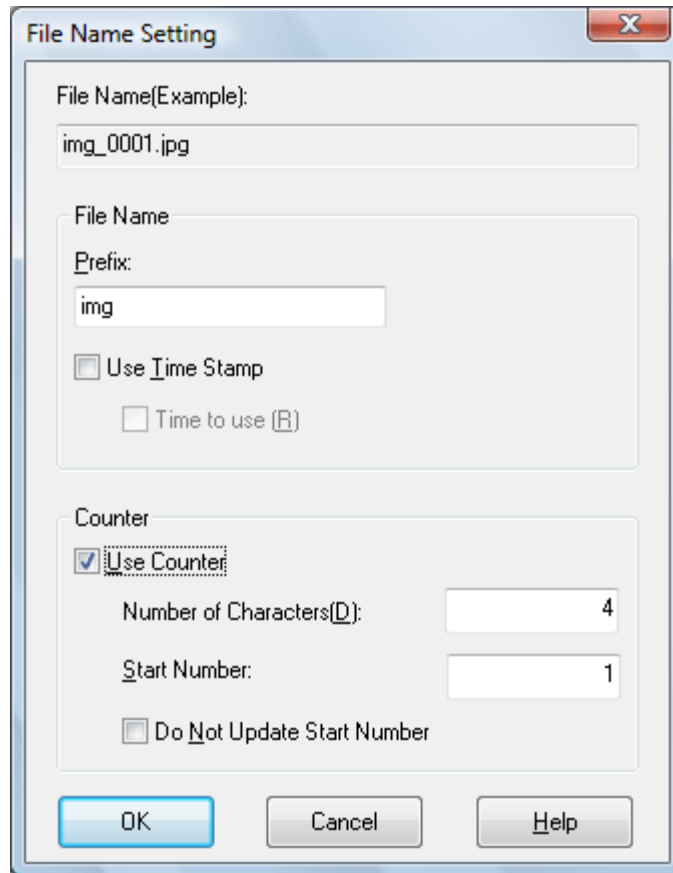 File Name Setting
File Name(Example):
img_0001.jpg
File Name
Prefix:
img
Use Time Stamp
Time to use (R)
Counter
Use Counter
Number of Characters(D):
4
Start Number:
1
Do Not Update Start Number
OK
Cancel
Help